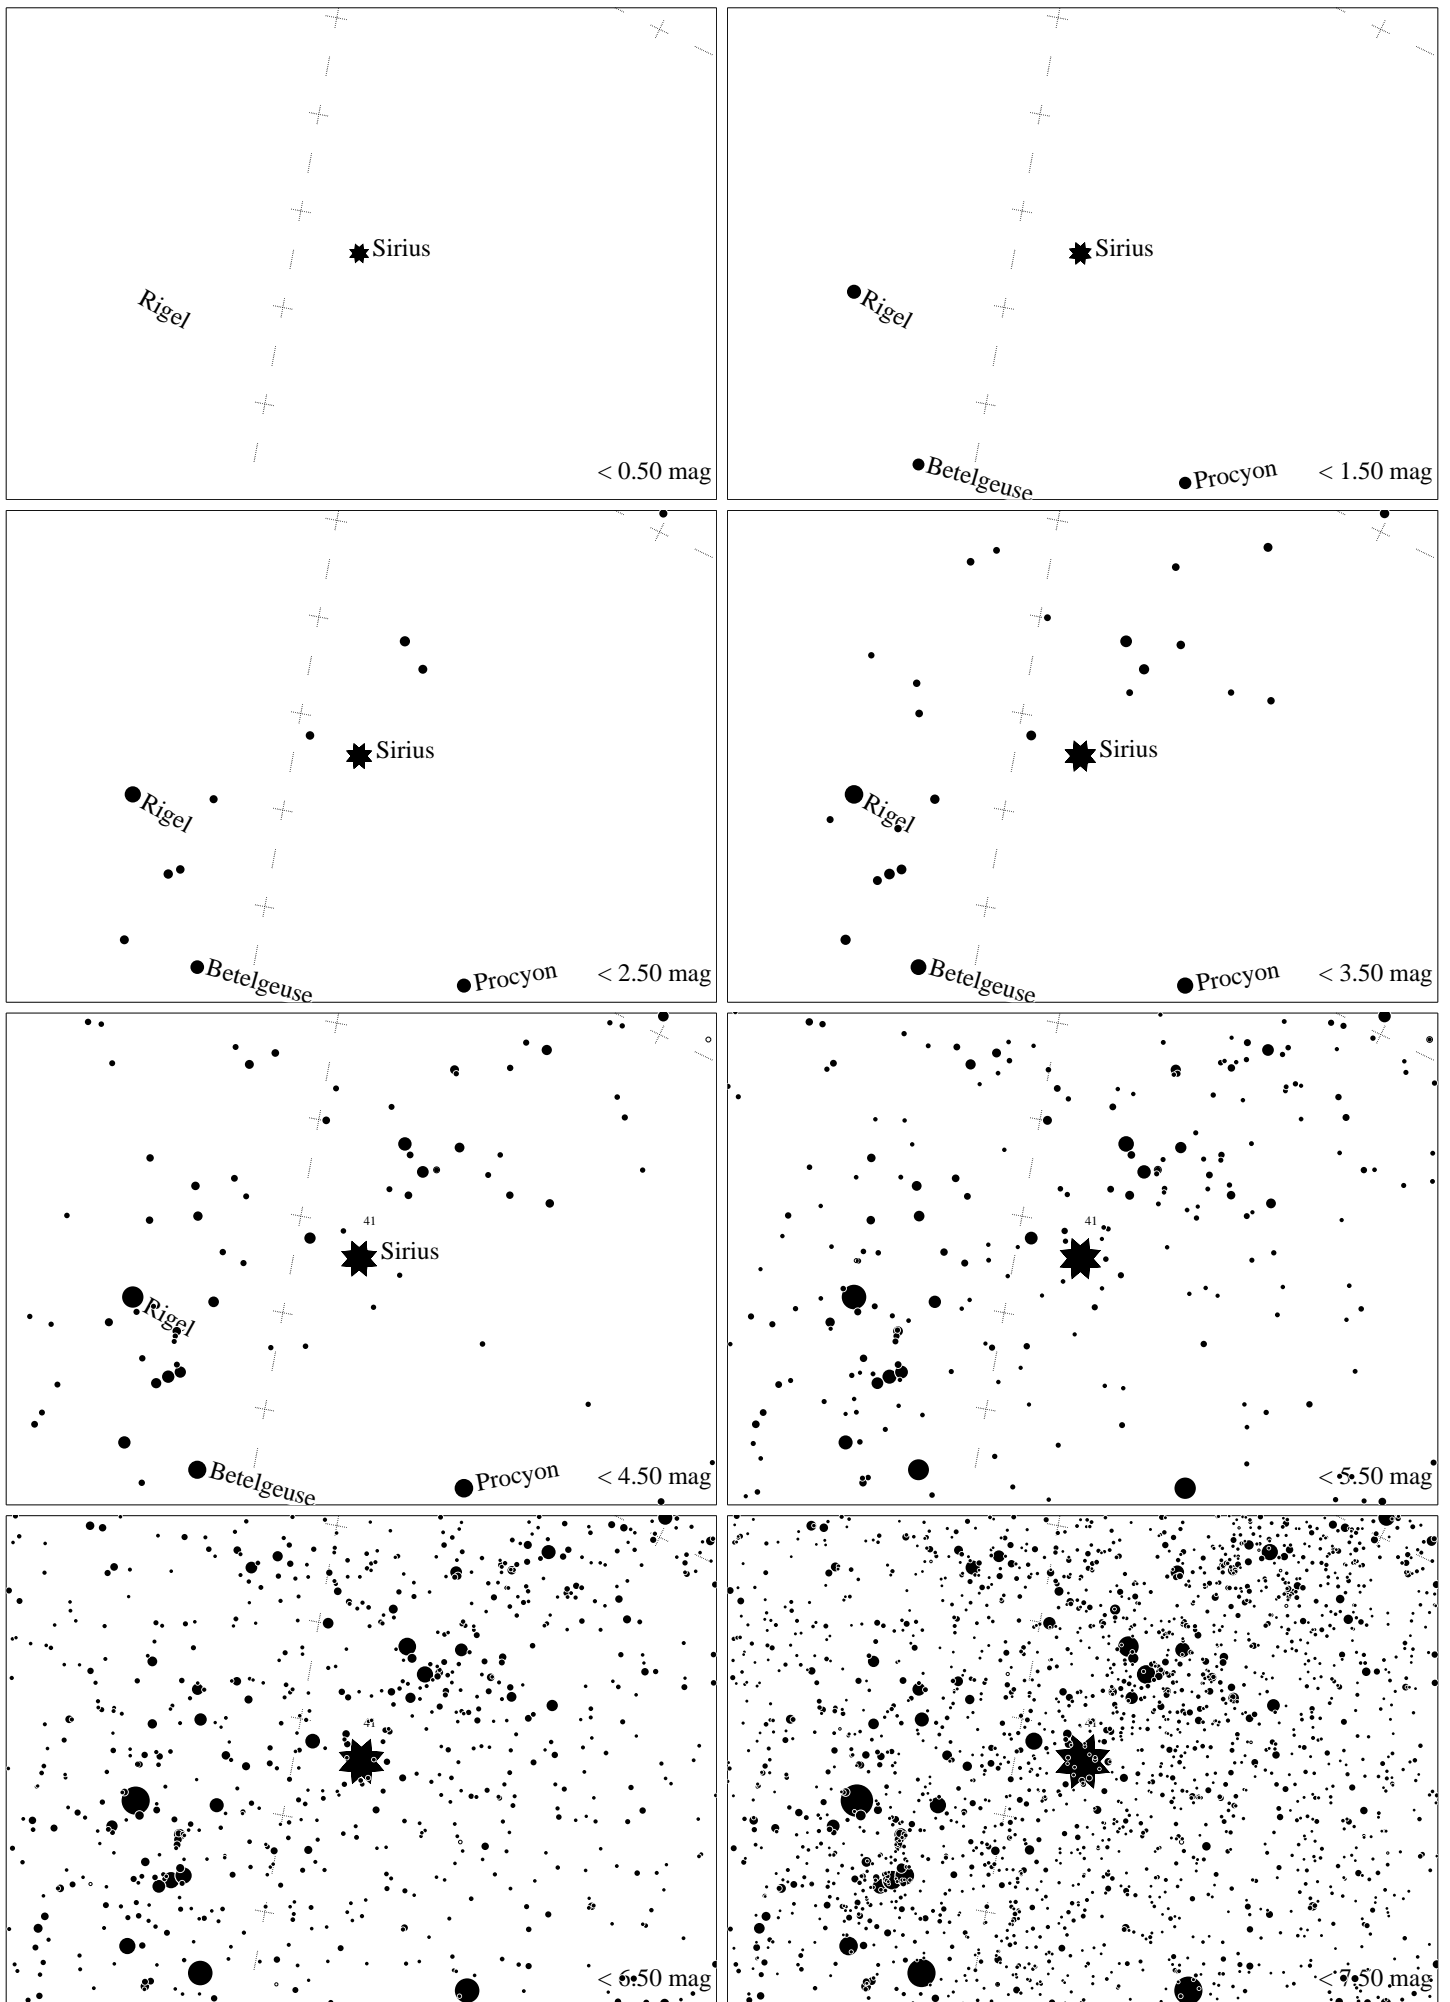 Sirius
Rigel
< 0.50 mag
Sirius
Rigel
Betelgeuse
Procyon
< 1.50 mag
Sirius
Rigel
Betelgeuse
Procyon
< 2.50 mag
Sirius
Rigel
Betelgeuse
Procyon
< 3.50 mag
41
Sirius
Rigel
Betelgeuse
Procyon
< 4.50 mag
41
< 5.50 mag
41
< 6.50 mag
41
< 7.50 mag